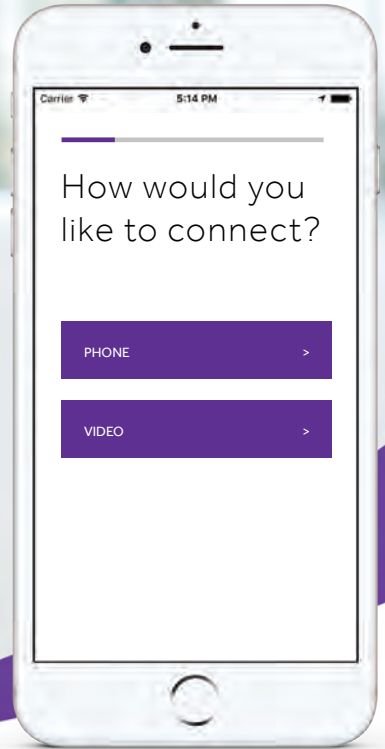 Carrier 5:14 PM
How would you
like to connect?
PHONE >
VIDEO >